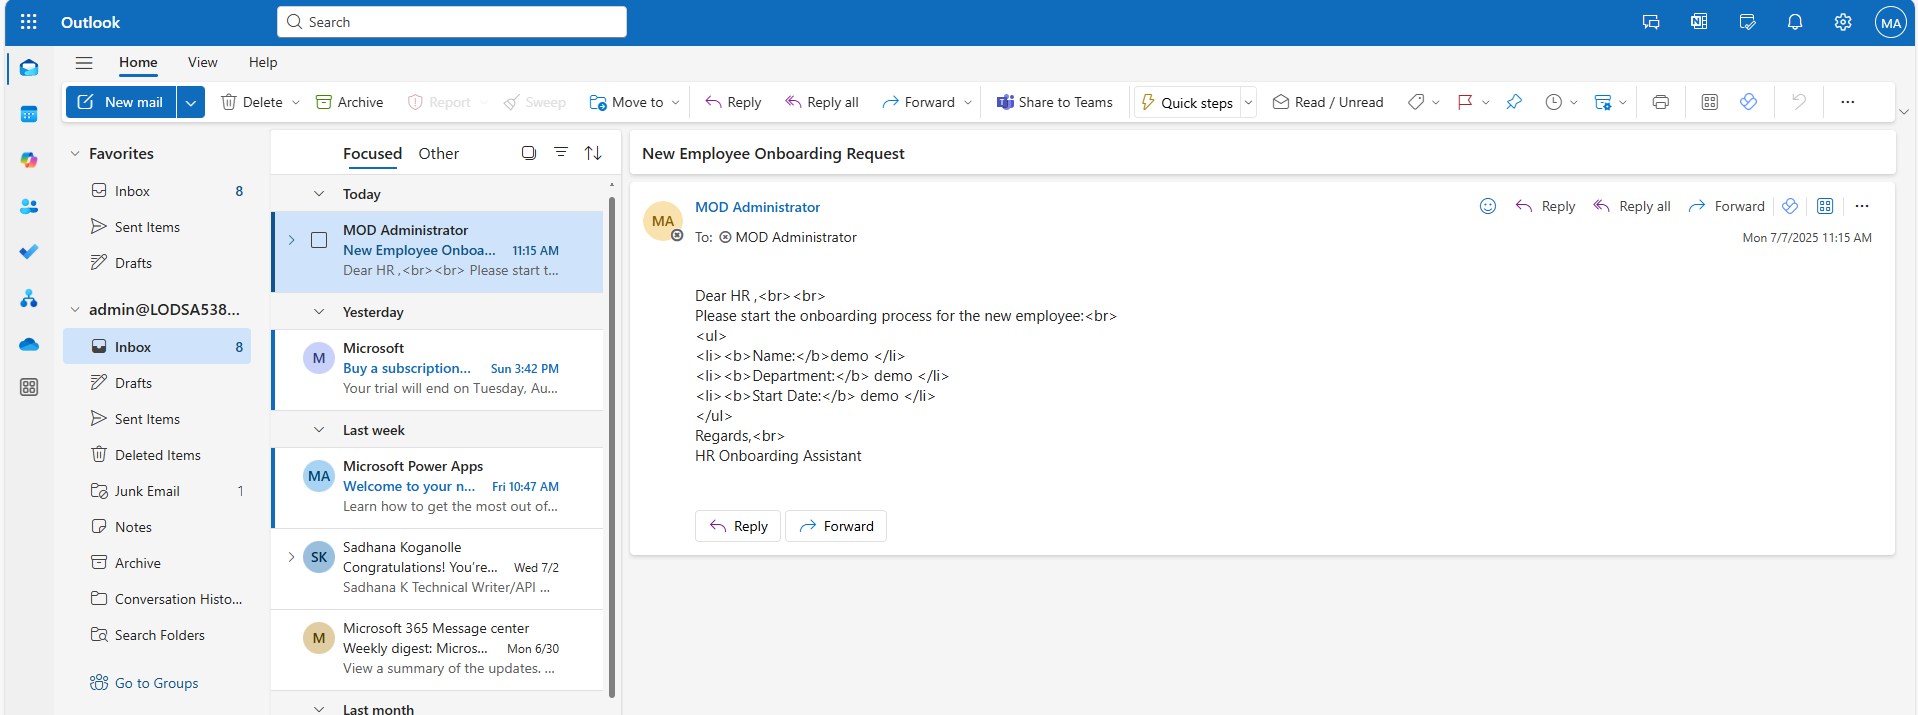 Outlook
Search
MA
Home View Help
New mail Delete Archive Report Sweep Move to Reply Reply all Forward Share to Teams Quick steps Read / Unread
Favorites
Inbox 8
Sent Items
Drafts
admin@LODSA538...
Inbox 8
Drafts
Sent Items
Deleted Items
Junk Email 1
Notes
Archive
Conversation Histo...
Search Folders
Go to Groups
Focused Other
Today
MOD Administrator
New Employee Onboa... 11:15 AM
Dear HR ,<br><br> Please start t...
Yesterday
M
Microsoft
Buy a subscription... Sun 3:42 PM
Your trial will end on Tuesday, Au...
Last week
MA
Microsoft Power Apps
Welcome to your n... Fri 10:47 AM
Learn how to get the most out of...
SK
Sadhana Koganolle
Congratulations! You're... Wed 7/2
Sadhana K Technical Writer/API ...
M
Microsoft 365 Message center
Weekly digest: Micros... Mon 6/30
View a summary of the updates. ...
Last month
New Employee Onboarding Request
MA
MOD Administrator
To: MOD Administrator
Reply Reply all Forward
Mon 7/7/2025 11:15 AM
Dear HR ,<br><br>
Please start the onboarding process for the new employee:<br>
<ul>
<li><b>Name:</b>demo </li>
<li><b>Department:</b> demo </li>
<li><b>Start Date:</b> demo </li>
</ul>
Regards,<br>
HR Onboarding Assistant
Reply Forward